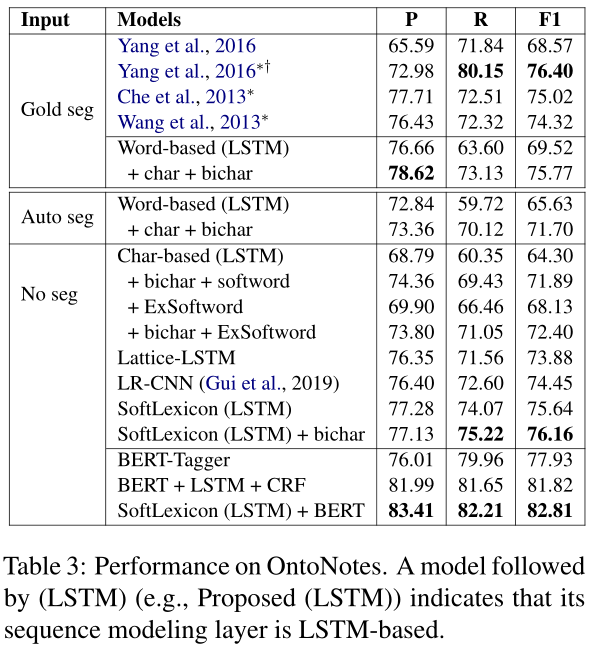 Input Models P R F1
Yang et al., 2016 65.59 71.84 68.57
Yang et al., 2016*† 72.98 80.15 76.40
Che et al., 2013* 77.71 72.51 75.02
Gold seg
Wang et al., 2013* 76.43 72.32 74.32
Word-based (LSTM) 76.66 63.60 69.52
+ char + bichar 78.62 73.13 75.77
Auto seg
Word-based (LSTM) 72.84 59.72 65.63
+ char + bichar 73.36 70.12 71.70
Char-based (LSTM) 68.79 60.35 64.30
No seg
+ bichar + softword 74.36 69.43 71.89
+ ExSoftword 69.90 66.46 68.13
+ bichar + ExSoftword 73.80 71.05 72.40
Lattice-LSTM 76.35 71.56 73.88
LR-CNN (Gui et al., 2019) 76.40 72.60 74.45
SoftLexicon (LSTM) 77.28 74.07 75.64
SoftLexicon (LSTM) + bichar 77.13 75.22 76.16
BERT-Tagger 76.01 79.96 77.93
BERT + LSTM + CRF 81.99 81.65 81.82
SoftLexicon (LSTM) + BERT 83.41 82.21 82.81
Table 3: Performance on OntoNotes. A model followed
by (LSTM) (e.g., Proposed (LSTM)) indicates that its
sequence modeling layer is LSTM-based.